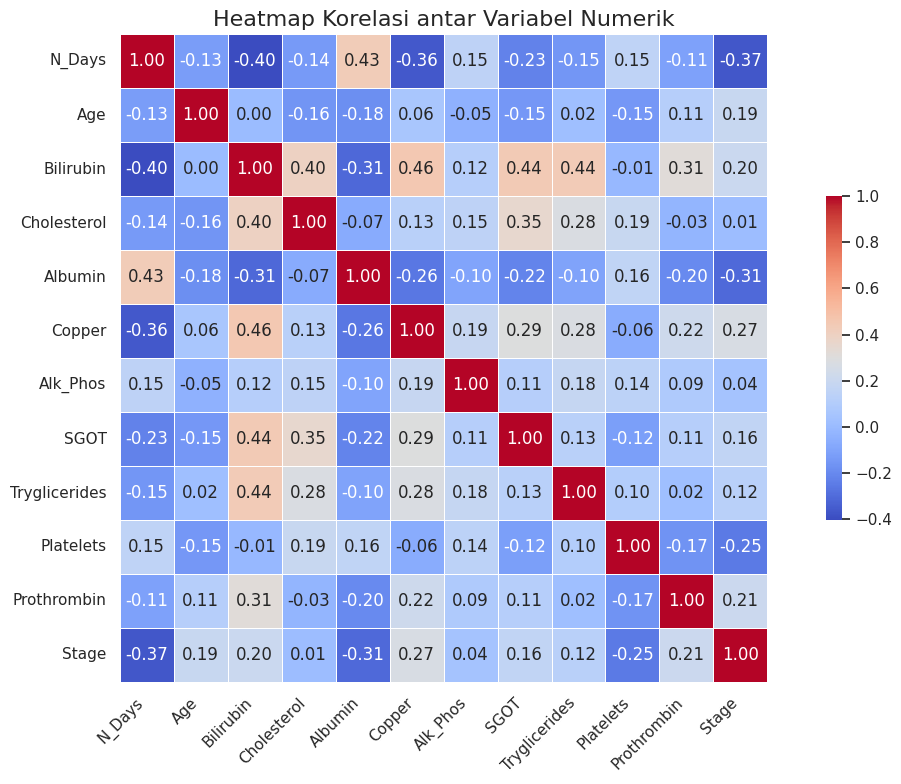 Heatmap Korelasi antar Variabel Numerik
N_Days 1.00 -0.13 -0.40 -0.14 0.43 -0.36 0.15 -0.23 -0.15 0.15 -0.11 -0.37
Age -0.13 1.00 0.00 -0.16 -0.18 0.06 -0.05 -0.15 0.02 -0.15 0.11 0.19
Bilirubin -0.40 0.00 1.00 0.40 -0.31 0.46 0.12 0.44 0.44 -0.01 0.31 0.20
Cholesterol -0.14 -0.16 0.40 1.00 -0.07 0.13 0.15 0.35 0.28 0.19 -0.03 0.01
Albumin 0.43 -0.18 -0.31 -0.07 1.00 -0.26 -0.10 -0.22 -0.10 0.16 -0.20 -0.31
Copper -0.36 0.06 0.46 0.13 -0.26 1.00 0.19 0.29 0.28 -0.06 0.22 0.27
Alk_Phos 0.15 -0.05 0.12 0.15 -0.10 0.19 1.00 0.11 0.18 0.14 0.09 0.04
SGOT -0.23 -0.15 0.44 0.35 -0.22 0.29 0.11 1.00 0.13 -0.12 0.11 0.16
Tryglicerides -0.15 0.02 0.44 0.28 -0.10 0.28 0.18 0.13 1.00 0.10 0.02 0.12
Platelets 0.15 -0.15 -0.01 0.19 0.16 -0.06 0.14 -0.12 0.10 1.00 -0.17 -0.25
Prothrombin -0.11 0.11 0.31 -0.03 -0.20 0.22 0.09 0.11 0.02 -0.17 1.00 0.21
Stage -0.37 0.19 0.20 0.01 -0.31 0.27 0.04 0.16 0.12 -0.25 0.21 1.00
N_Days Age Bilirubin Cholesterol Albumin Copper Alk_Phos SGOT Tryglicerides Platelets Prothrombin Stage
1.0
0.8
0.6
0.4
0.2
0.0
−0.2
−0.4